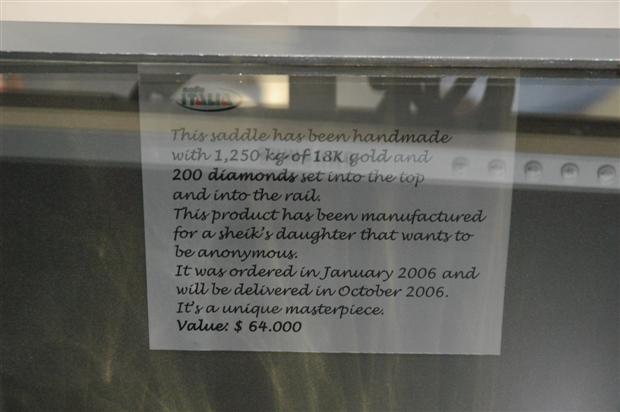 selle
ITALIA
This saddle has been handmade
with 1,250 kg of 18K gold and
200 diamonds set into the top
and into the rail.
This product has been manufactured
for a sheik's daughter that wants to
be anonymous.
It was ordered in January 2006 and
will be delivered in October 2006.
It's a unique masterpiece.
Value: $ 64.000